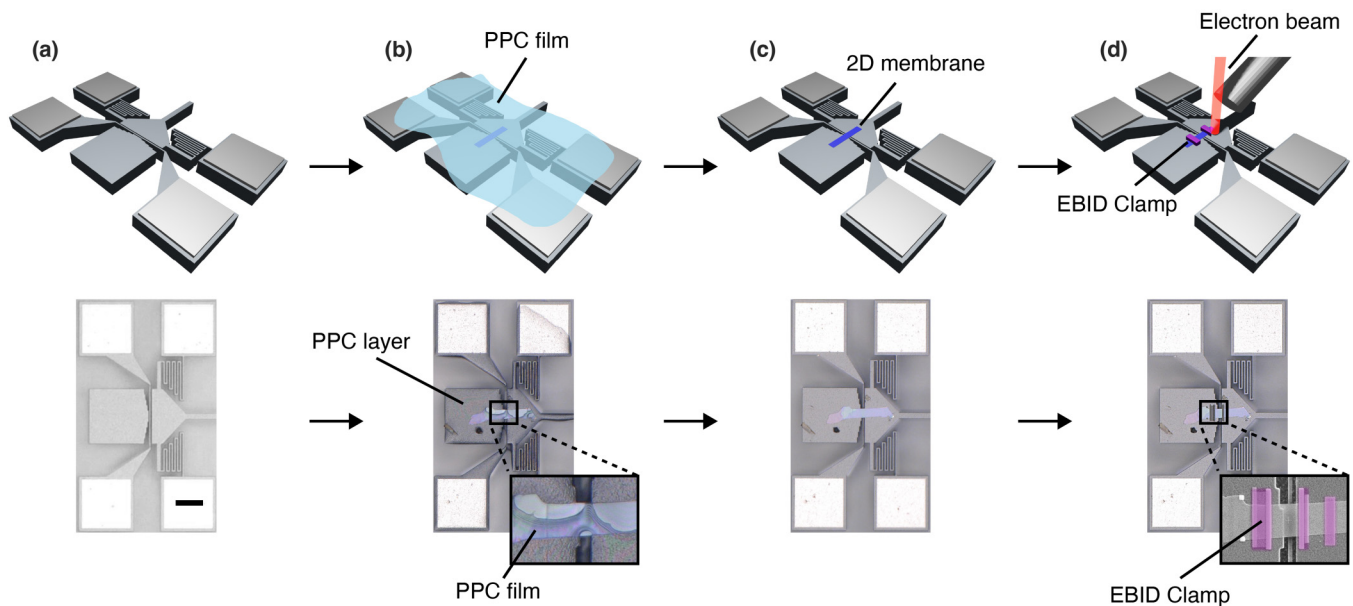 (a)
(b)
PPC film
(c)
2D membrane
(d)
Electron beam
EBID Clamp
PPC layer
PPC film
EBID Clamp